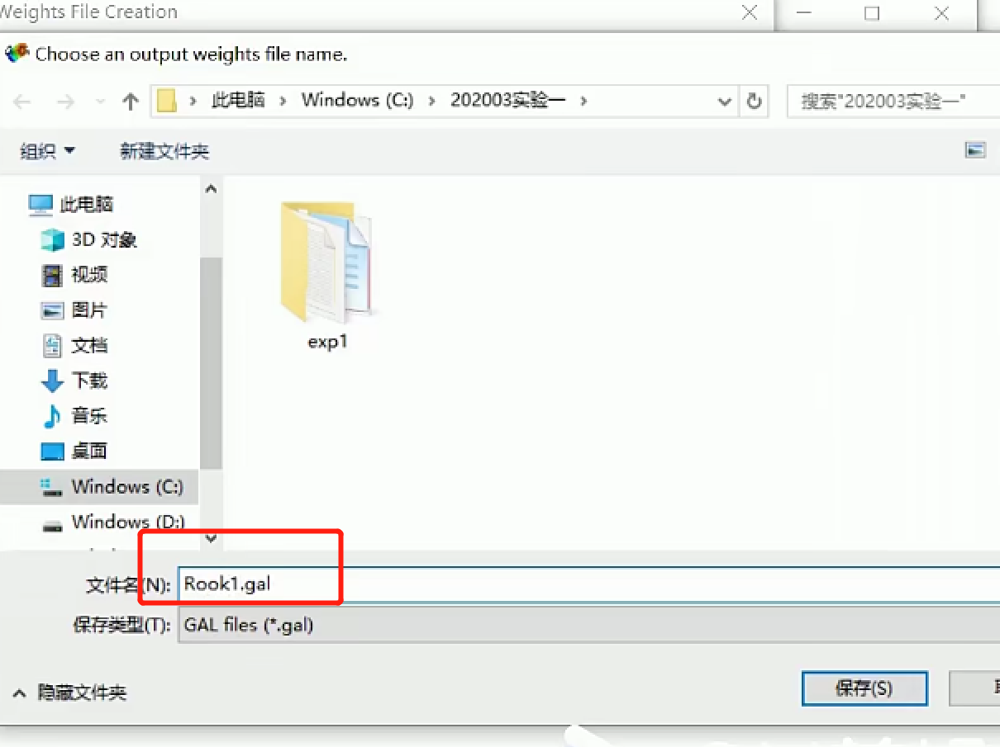 Weights File Creation
Choose an output weights file name.
此电脑 › Windows (C:) › 202003实验一 ›
搜索"202003实验一"
组织
新建文件夹
此电脑
3D 对象
视频
图片
文档
下载
音乐
桌面
Windows (C:)
Windows (D:)
exp1
文件名(N): Rook1.gal
保存类型(T): GAL files (*.gal)
隐藏文件夹
保存(S)